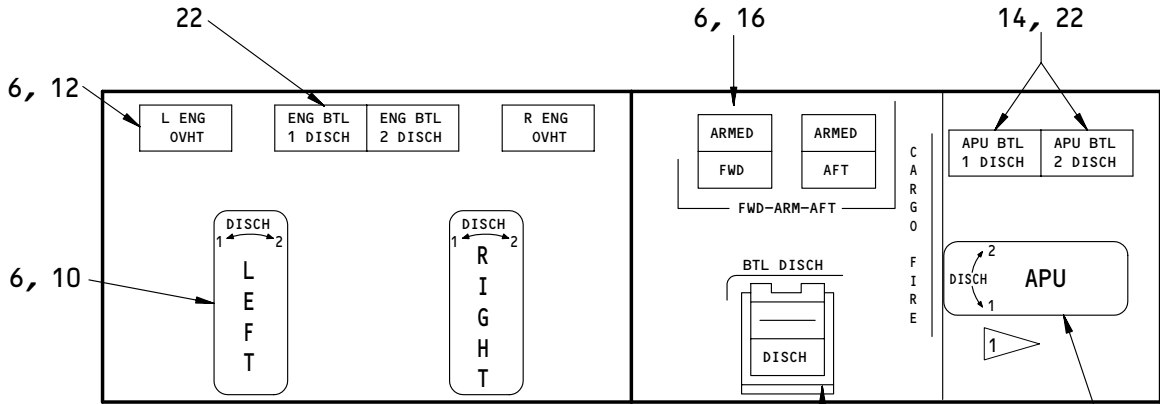 22
6, 16
14, 22
6, 12
L ENG
OVHT
ENG BTL
1 DISCH
ENG BTL
2 DISCH
R ENG
OVHT
ARMED
FWD
ARMED
AFT
FWD-ARM-AFT
CARGO FIRE
APU BTL
1 DISCH
APU BTL
2 DISCH
6, 10
DISCH
1 2
LEFT
DISCH
1 2
RIGHT
BTL DISCH
DISCH
2
DISCH
1
APU
1